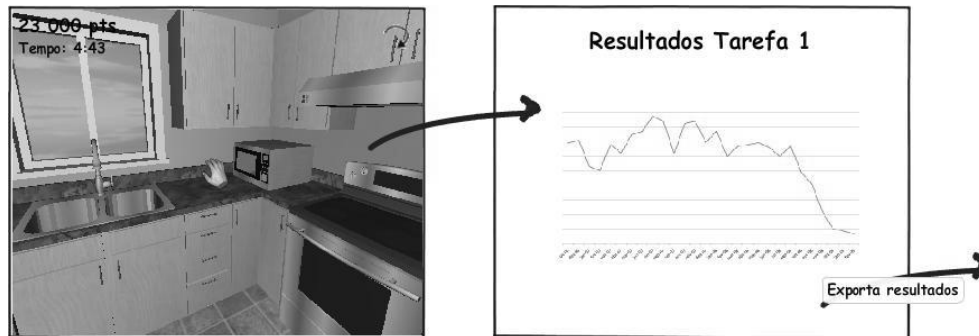 23 000 pts
Tempo: 4:43
Resultados Tarefa 1
Exporta resultados